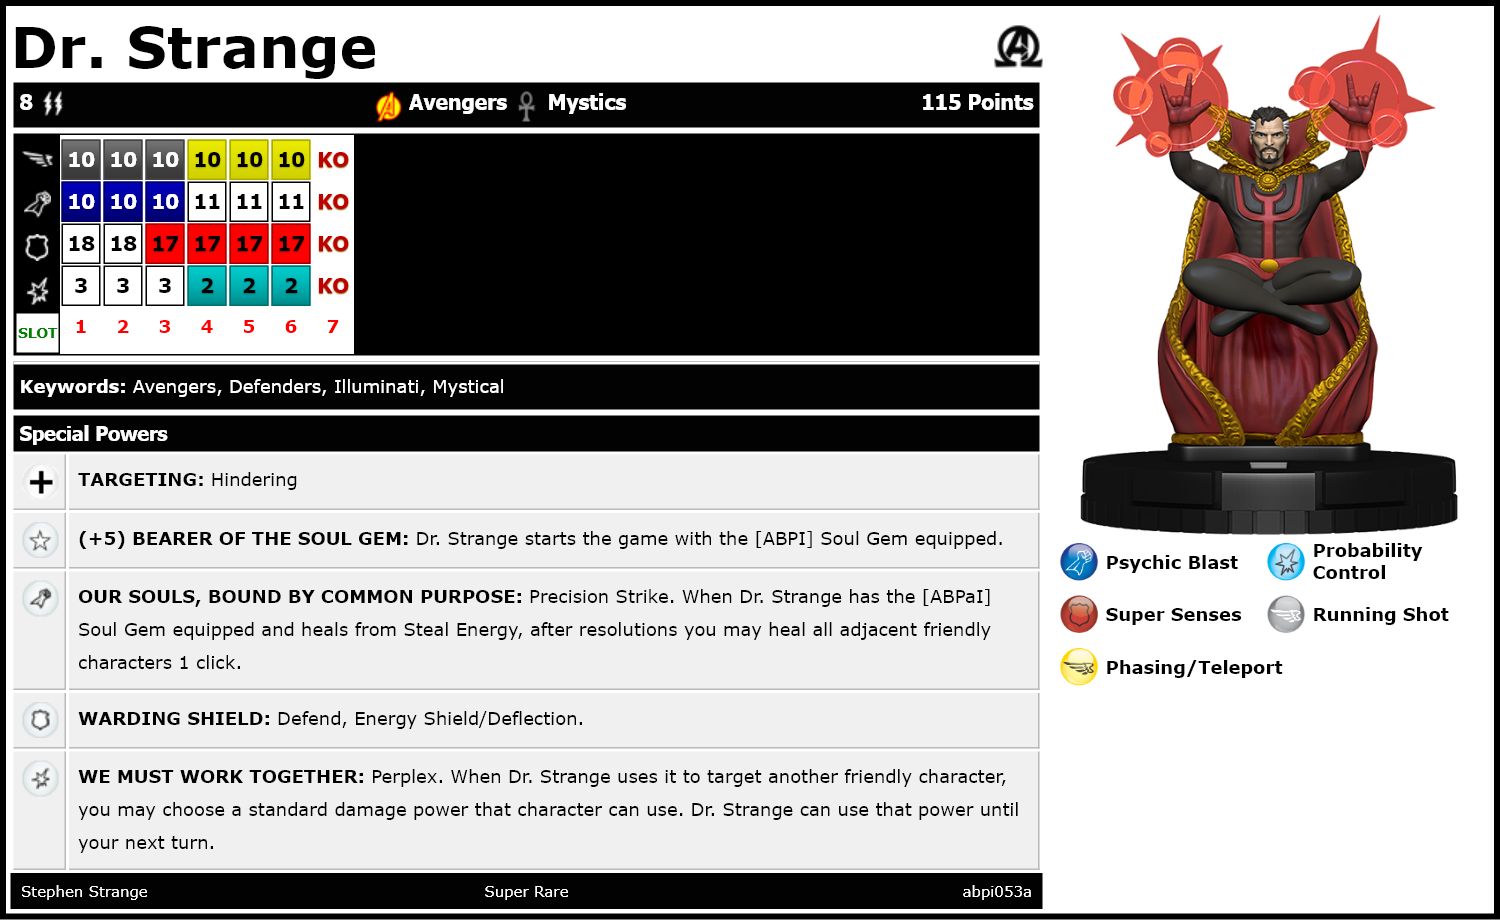 Dr. Strange
8 Avengers Mystics 115 Points
10 10 10 10 10 10 KO
10 10 10 11 11 11 KO
18 18 17 17 17 17 KO
3 3 3 2 2 2 KO
SLOT 1 2 3 4 5 6 7
Keywords: Avengers, Defenders, Illuminati, Mystical
Special Powers
TARGETING: Hindering
(+5) BEARER OF THE SOUL GEM: Dr. Strange starts the game with the [ABPI] Soul Gem equipped.
OUR SOULS, BOUND BY COMMON PURPOSE: Precision Strike. When Dr. Strange has the [ABPaI]
Soul Gem equipped and heals from Steal Energy, after resolutions you may heal all adjacent friendly
characters 1 click.
WARDING SHIELD: Defend, Energy Shield/Deflection.
WE MUST WORK TOGETHER: Perplex. When Dr. Strange uses it to target another friendly character,
you may choose a standard damage power that character can use. Dr. Strange can use that power until
your next turn.
Stephen Strange Super Rare abpi053a
Psychic Blast
Probability
Control
Super Senses
Running Shot
Phasing/Teleport